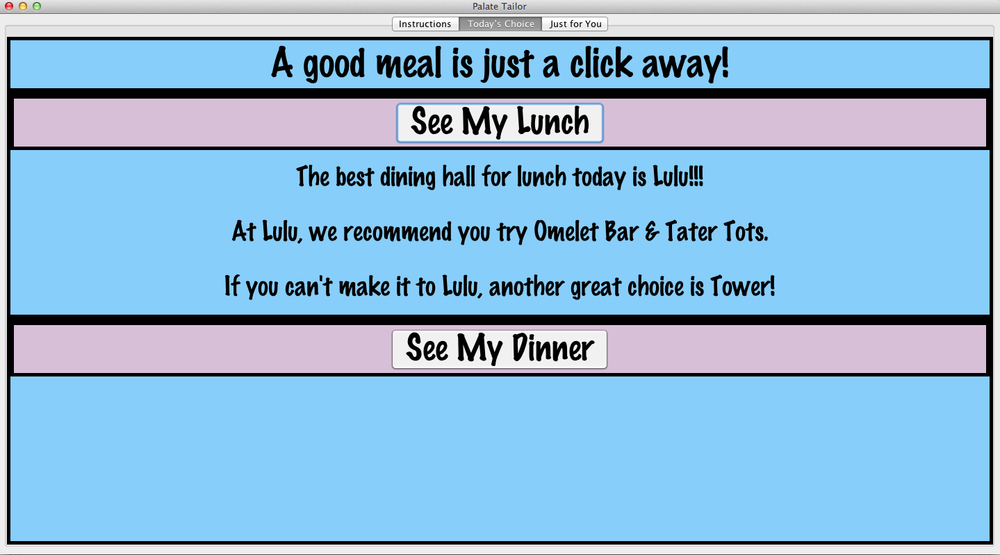 Palate Tailor
Instructions Today's Choice Just for You
A good meal is just a click away!
See My Lunch
The best dining hall for lunch today is Lulu!!!
At Lulu, we recommend you try Omelet Bar & Tater Tots.
If you can't make it to Lulu, another great choice is Tower!
See My Dinner